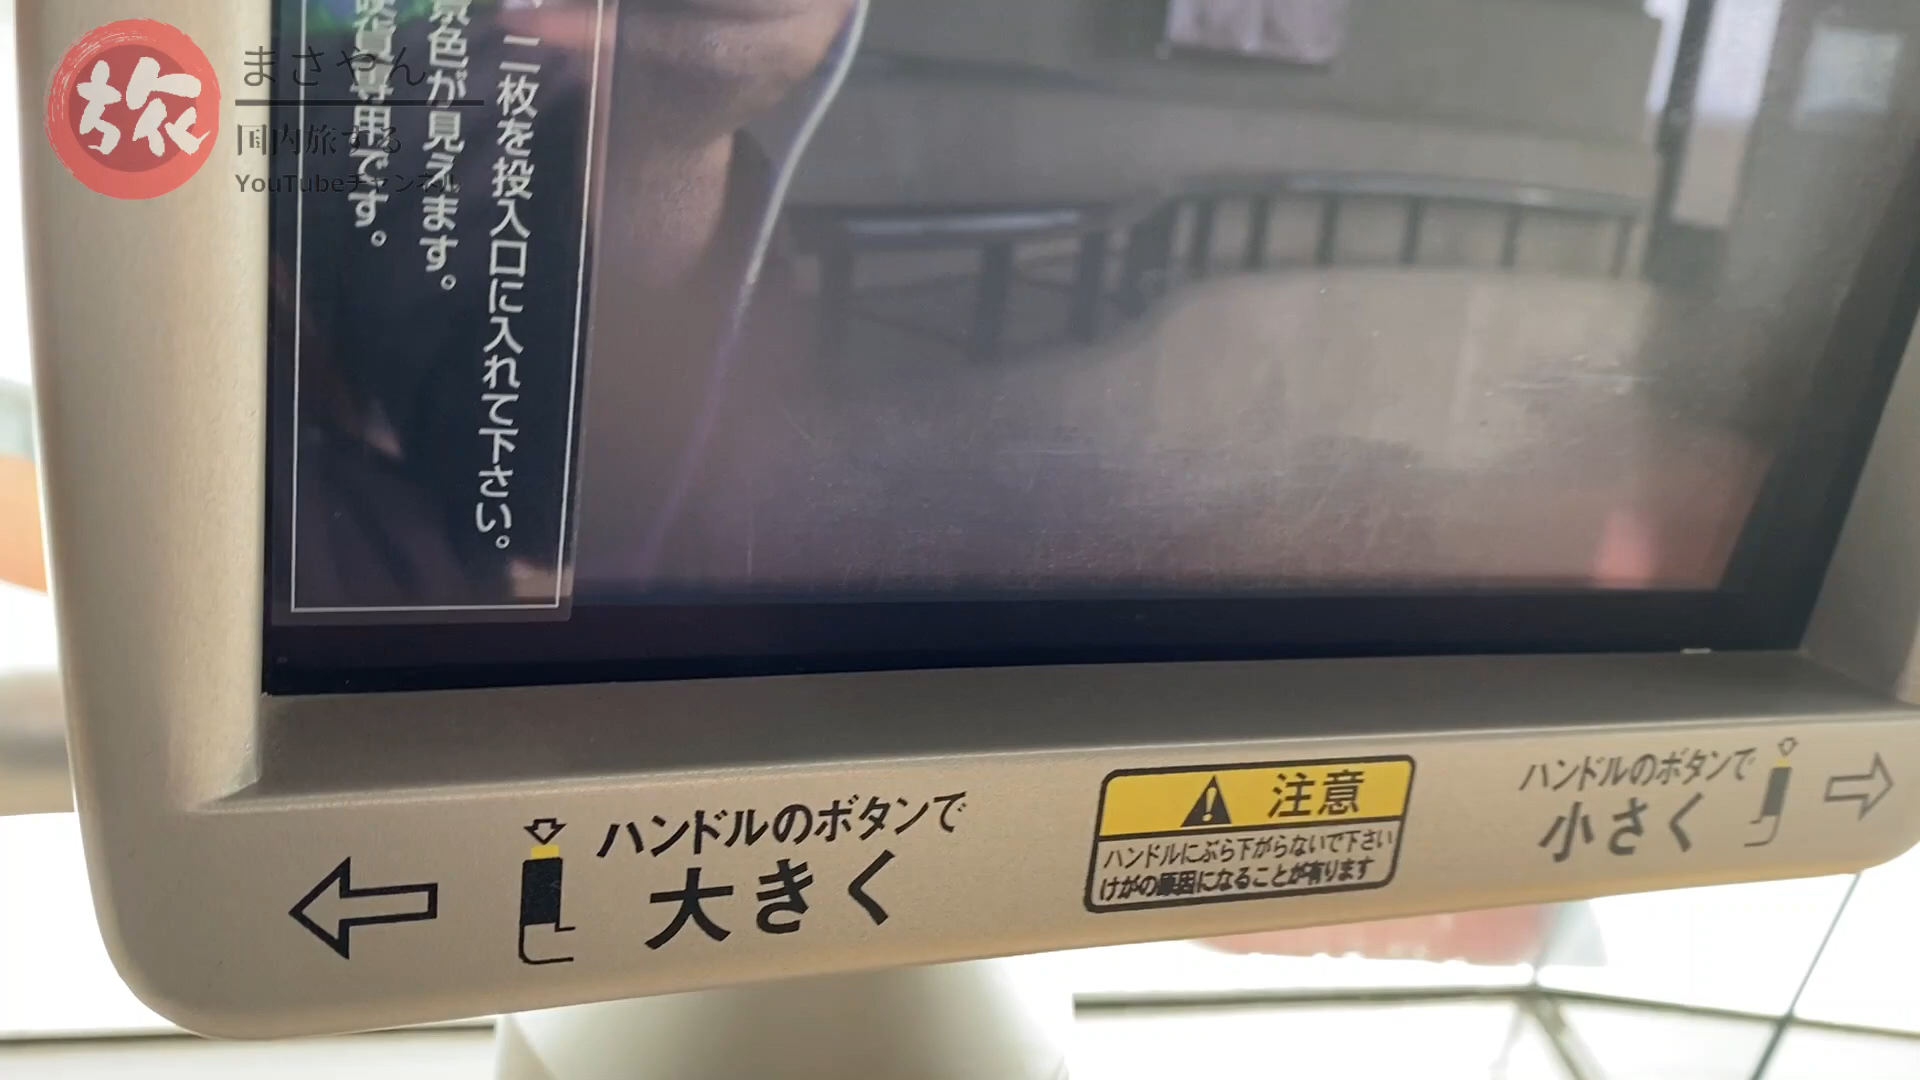 旅
まさやん
国内旅する
YouTubeチャンネル
二枚を投入口に入れて下さい。
景色が見えます。
貨専用です。
ハンドルのボタンで
大きく
注意
ハンドルにぶら下がらないで下さい
けがの原因になることが有ります
ハンドルのボタンで
小さく